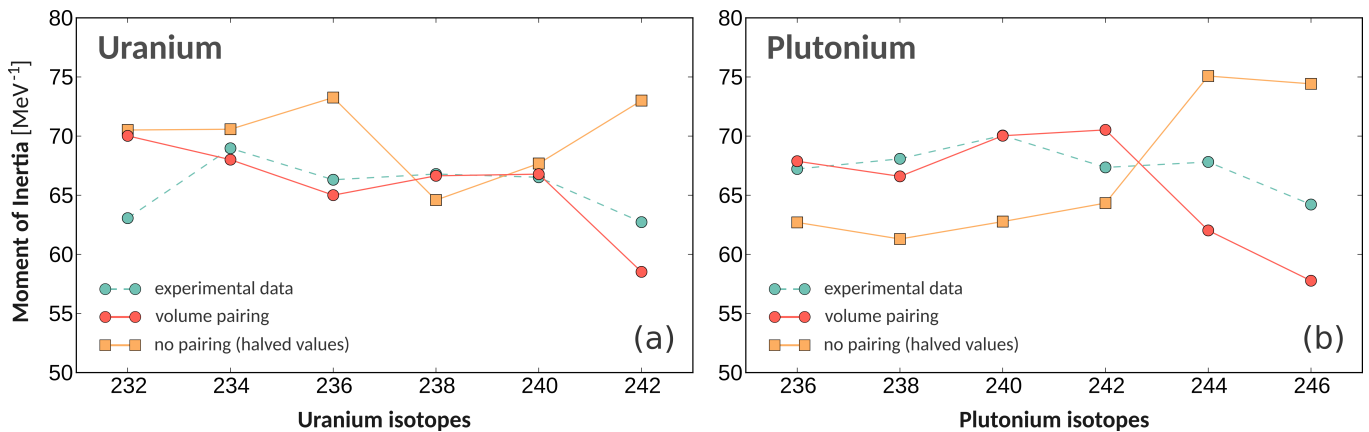 Uranium
80
75
70
65
60
55
50
Moment of Inertia [MeV⁻¹]
experimental data
volume pairing
no pairing (halved values)
(a)
232 234 236 238 240 242
Uranium isotopes
Plutonium
80
75
70
65
60
55
50
experimental data
volume pairing
no pairing (halved values)
(b)
236 238 240 242 244 246
Plutonium isotopes